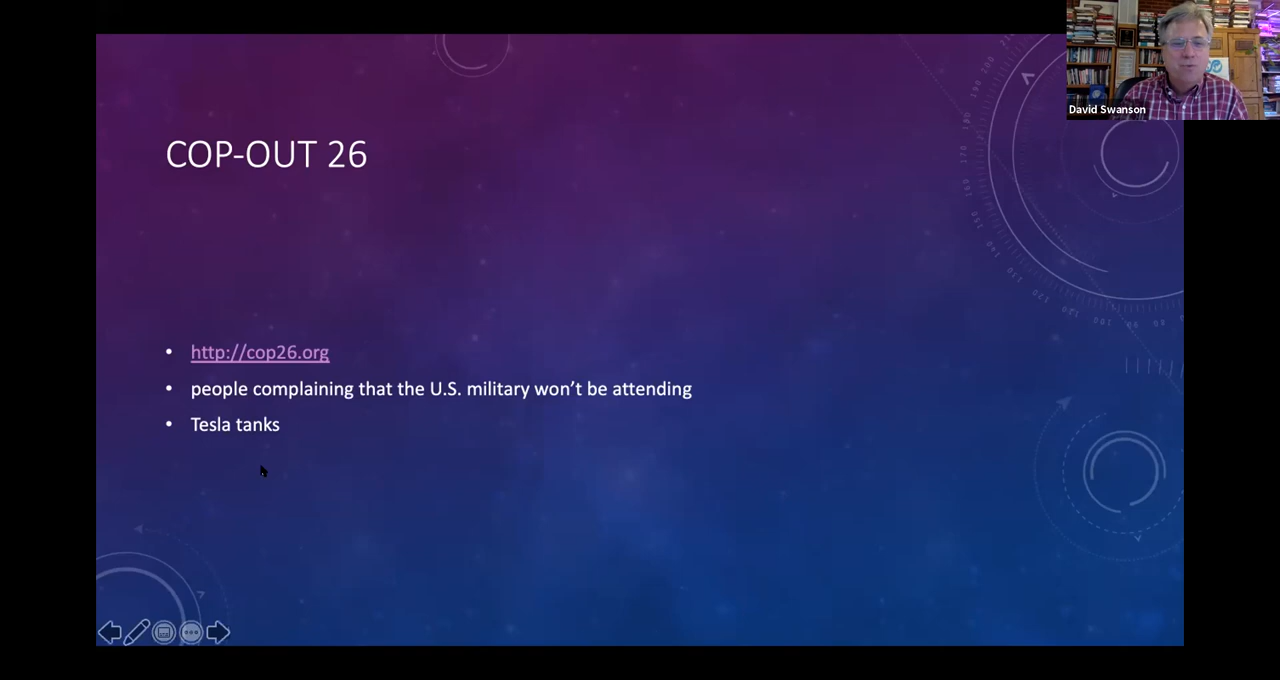 David Swanson
COP-OUT 26
• http://cop26.org
• people complaining that the U.S. military won’t be attending
• Tesla tanks